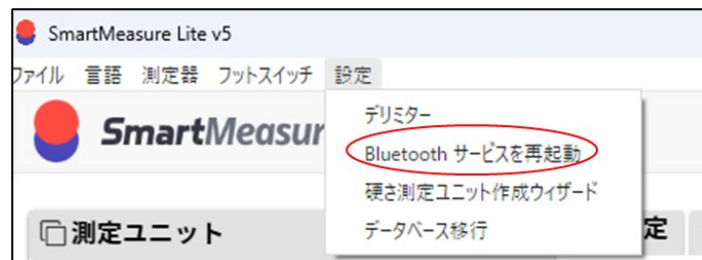 SmartMeasure Lite v5
ファイル 言語 測定器 フットスイッチ 設定
SmartMeasur
デリミター
Bluetooth サービスを再起動
硬さ測定ユニット作成ウィザード
データベース移行
測定ユニット
定